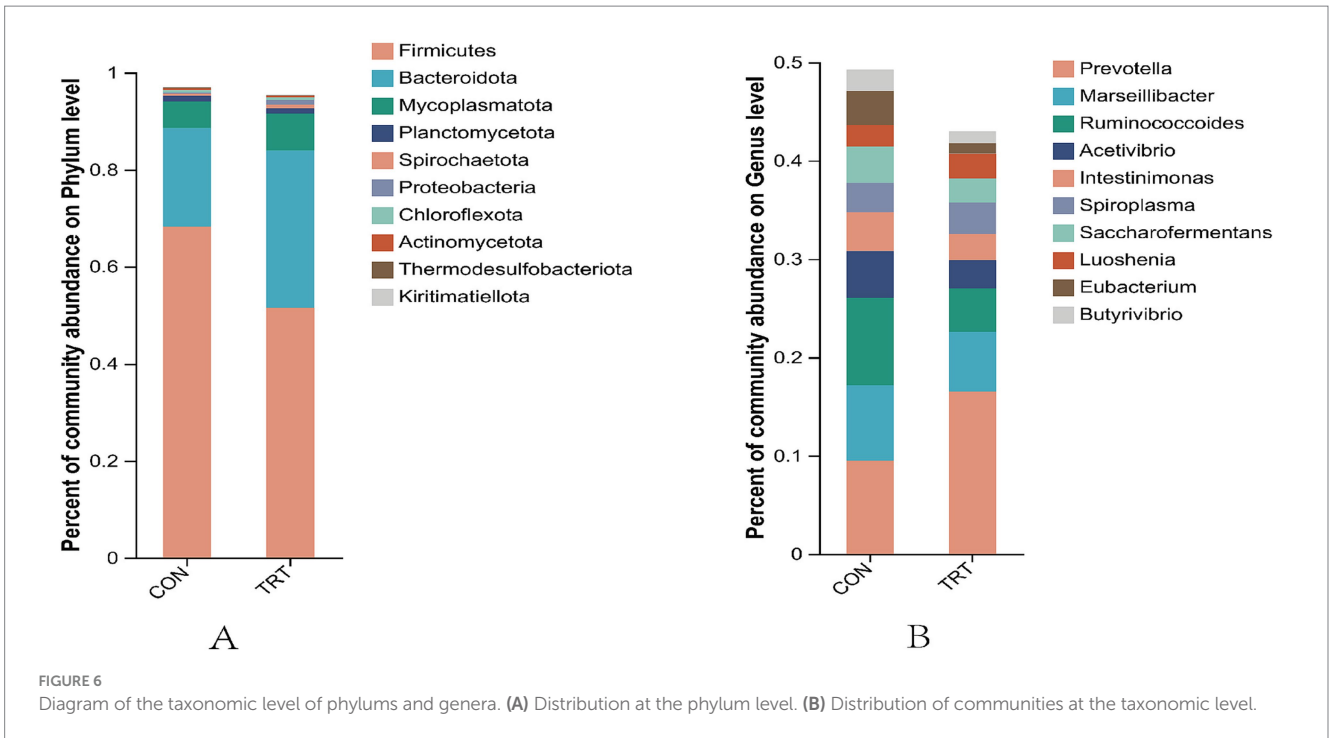 Percent of community abundance on Phylum level
1
0.8
0.6
0.4
0.2
0
CON
TRT
Firmicutes
Bacteroidota
Mycoplasmatota
Planctomycetota
Spirochaetota
Proteobacteria
Chloroflexota
Actinomycetota
Thermodesulfobacteriota
Kiritimatiellota
A
Percent of community abundance on Genus level
0.5
0.4
0.3
0.2
0.1
0
CON
TRT
Prevotella
Marseillibacter
Ruminococcoides
Acetivibrio
Intestinimonas
Spiroplasma
Saccharofermentans
Luoshenia
Eubacterium
Butyrivibrio
B
FIGURE 6
Diagram of the taxonomic level of phylums and genera. (A) Distribution at the phylum level. (B) Distribution of communities at the taxonomic level.